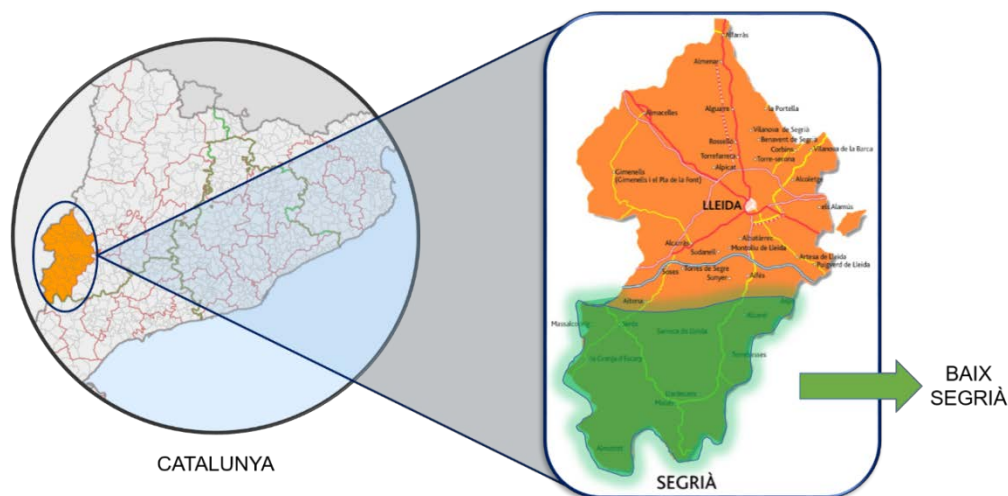 CATALUNYA
Alfarràs
Almenar
Alguaire
la Portella
Almacelles
Vilanova de Segrià
Benavent de Segrià
Rosselló
Corbins
Vilanova de la Barca
Torrefarrera
Torre-serona
Alpicat
Gimenells
(Gimenells i el Pla de la Font)
Alcoletge
LLEIDA
els Alamús
Alcarràs
Albatàrrec
Sudanell
Montoliu de Lleida
Artesa de Lleida
Puigverd de Lleida
Torres de Segre
Soses
Sunyer
Alfés
Aitona
Aspa
Massalcoreig
Seròs
Sarroca de Lleida
Alcanó
la Granja d'Escarp
Torrebesses
Llardecans
Maials
Almatret
SEGRIÀ
BAIX
SEGRIÀ